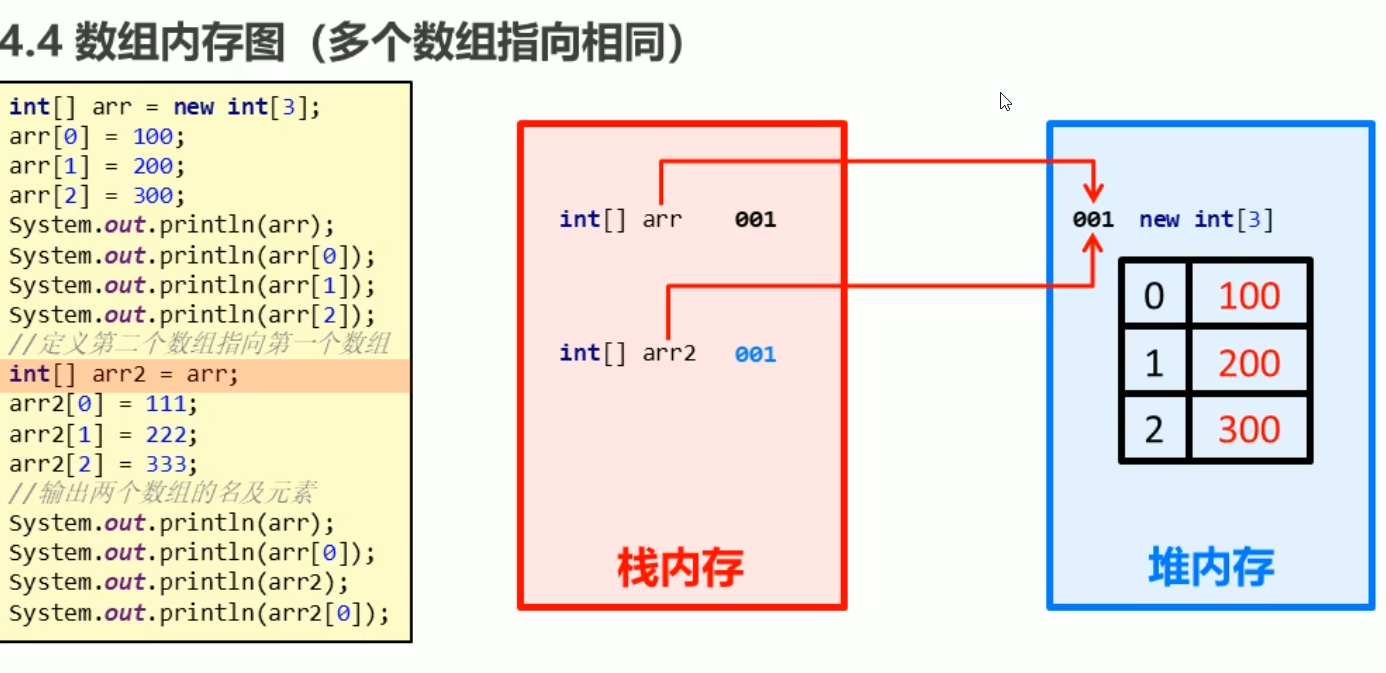 4.4 数组内存图（多个数组指向相同）
int[] arr = new int[3];
arr[0] = 100;
arr[1] = 200;
arr[2] = 300;
System.out.println(arr);
System.out.println(arr[0]);
System.out.println(arr[1]);
System.out.println(arr[2]);
//定义第二个数组指向第一个数组
int[] arr2 = arr;
arr2[0] = 111;
arr2[1] = 222;
arr2[2] = 333;
//输出两个数组的名及元素
System.out.println(arr);
System.out.println(arr[0]);
System.out.println(arr2);
System.out.println(arr2[0]);
int[] arr 001
int[] arr2 001
栈内存
001 new int[3]
0 100
1 200
2 300
堆内存